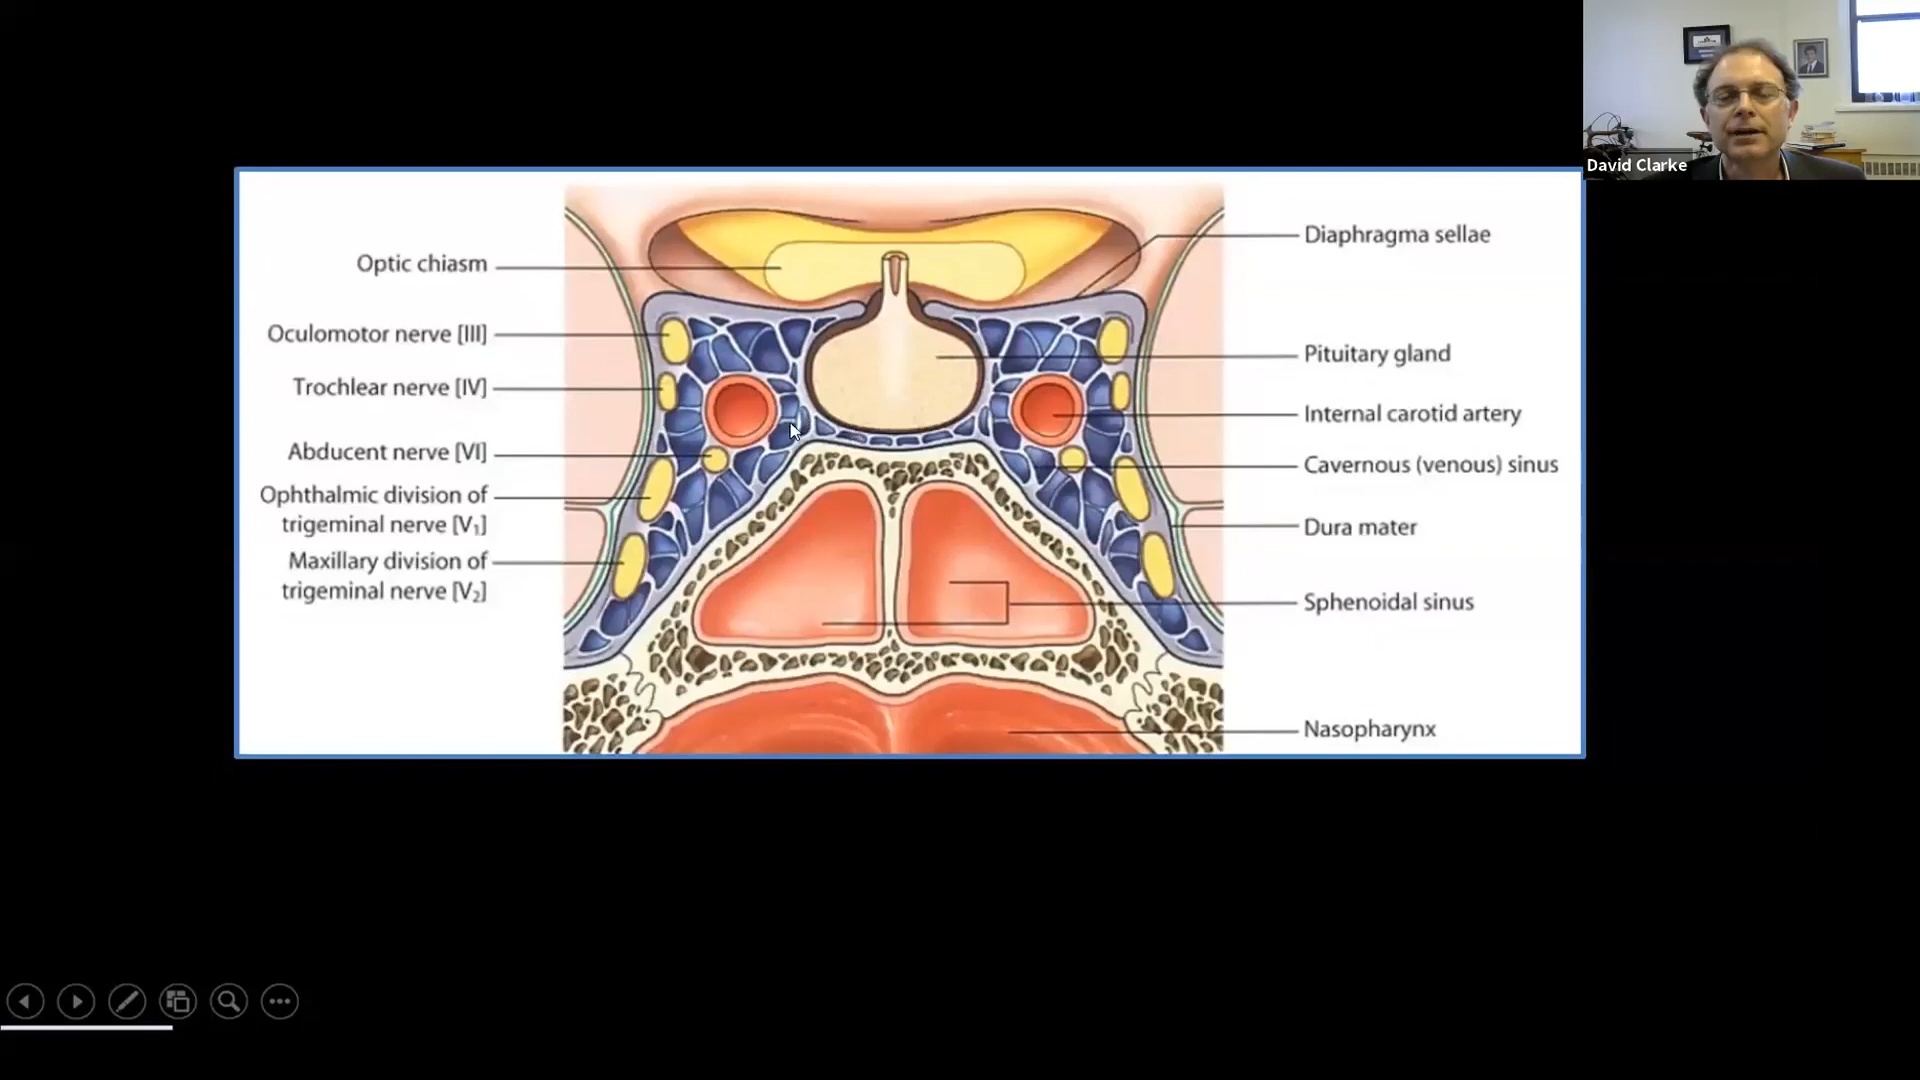 David Clarke
Optic chiasm
Oculomotor nerve [III]
Trochlear nerve [IV]
Abducent nerve [VI]
Ophthalmic division of
trigeminal nerve [V₁]
Maxillary division of
trigeminal nerve [V₂]
Diaphragma sellae
Pituitary gland
Internal carotid artery
Cavernous (venous) sinus
Dura mater
Sphenoidal sinus
Nasopharynx